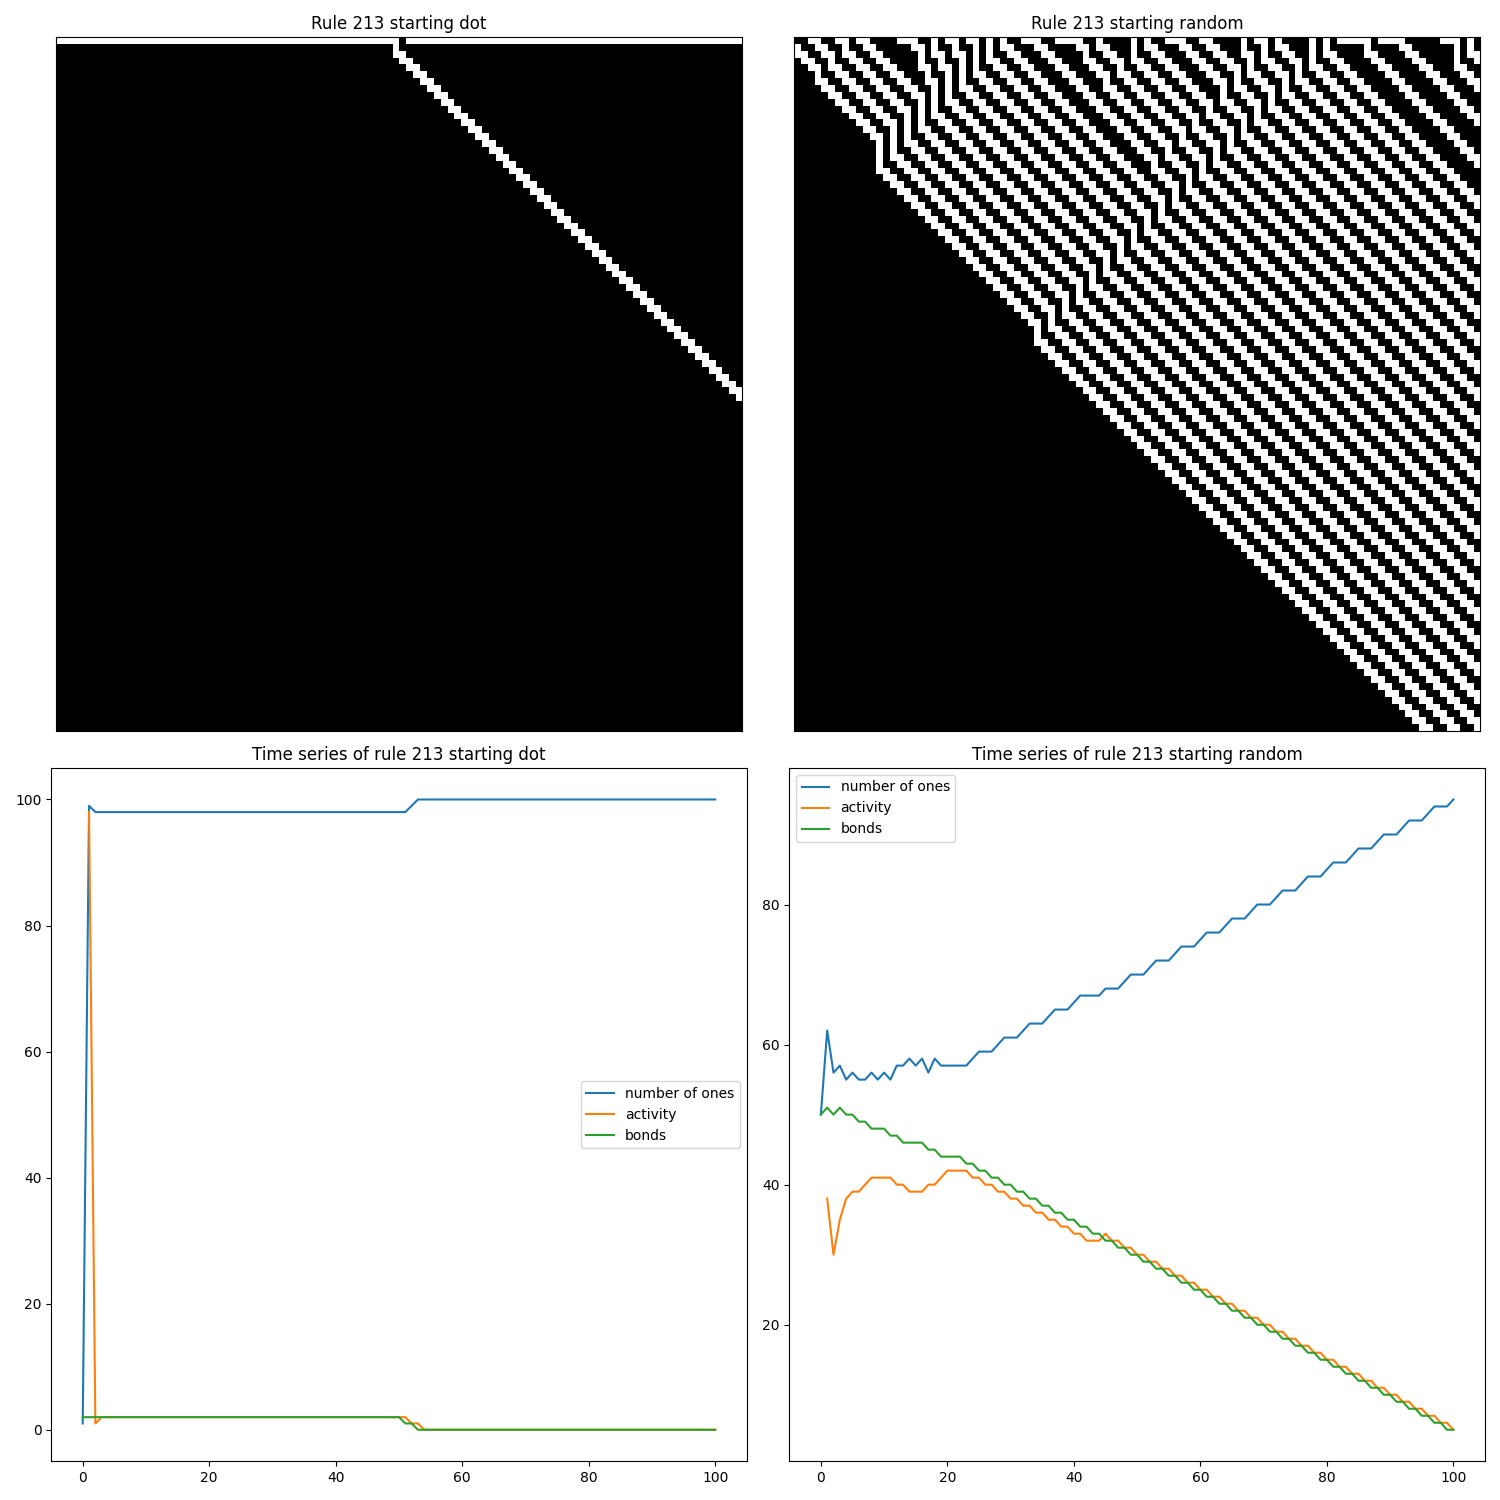 Rule 213 starting dot
Rule 213 starting random
Time series of rule 213 starting dot
100
80
60
40
20
0
number of ones
activity
bonds
0 20 40 60 80 100
Time series of rule 213 starting random
number of ones
activity
bonds
80
60
40
20
0 20 40 60 80 100